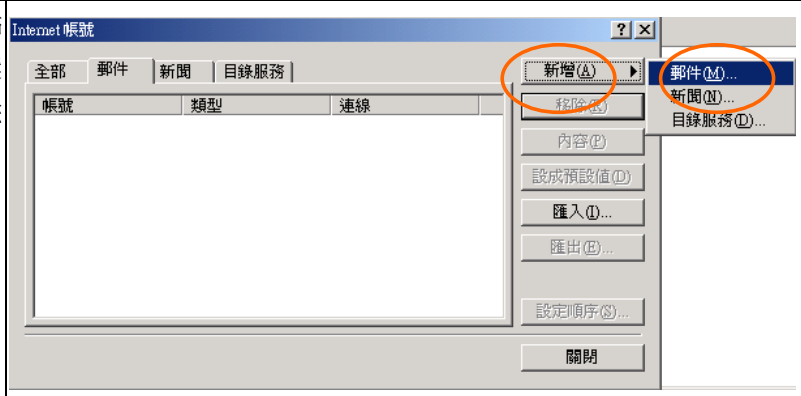 Internet 帳號
全部 郵件 新聞 目錄服務
新增(A)
郵件(M)...
新聞(N)...
目錄服務(D)...
帳號 類型 連線
移除(R)
內容(P)
設成預設值(D)
匯入(I)...
匯出(E)...
設定順序(S)...
關閉